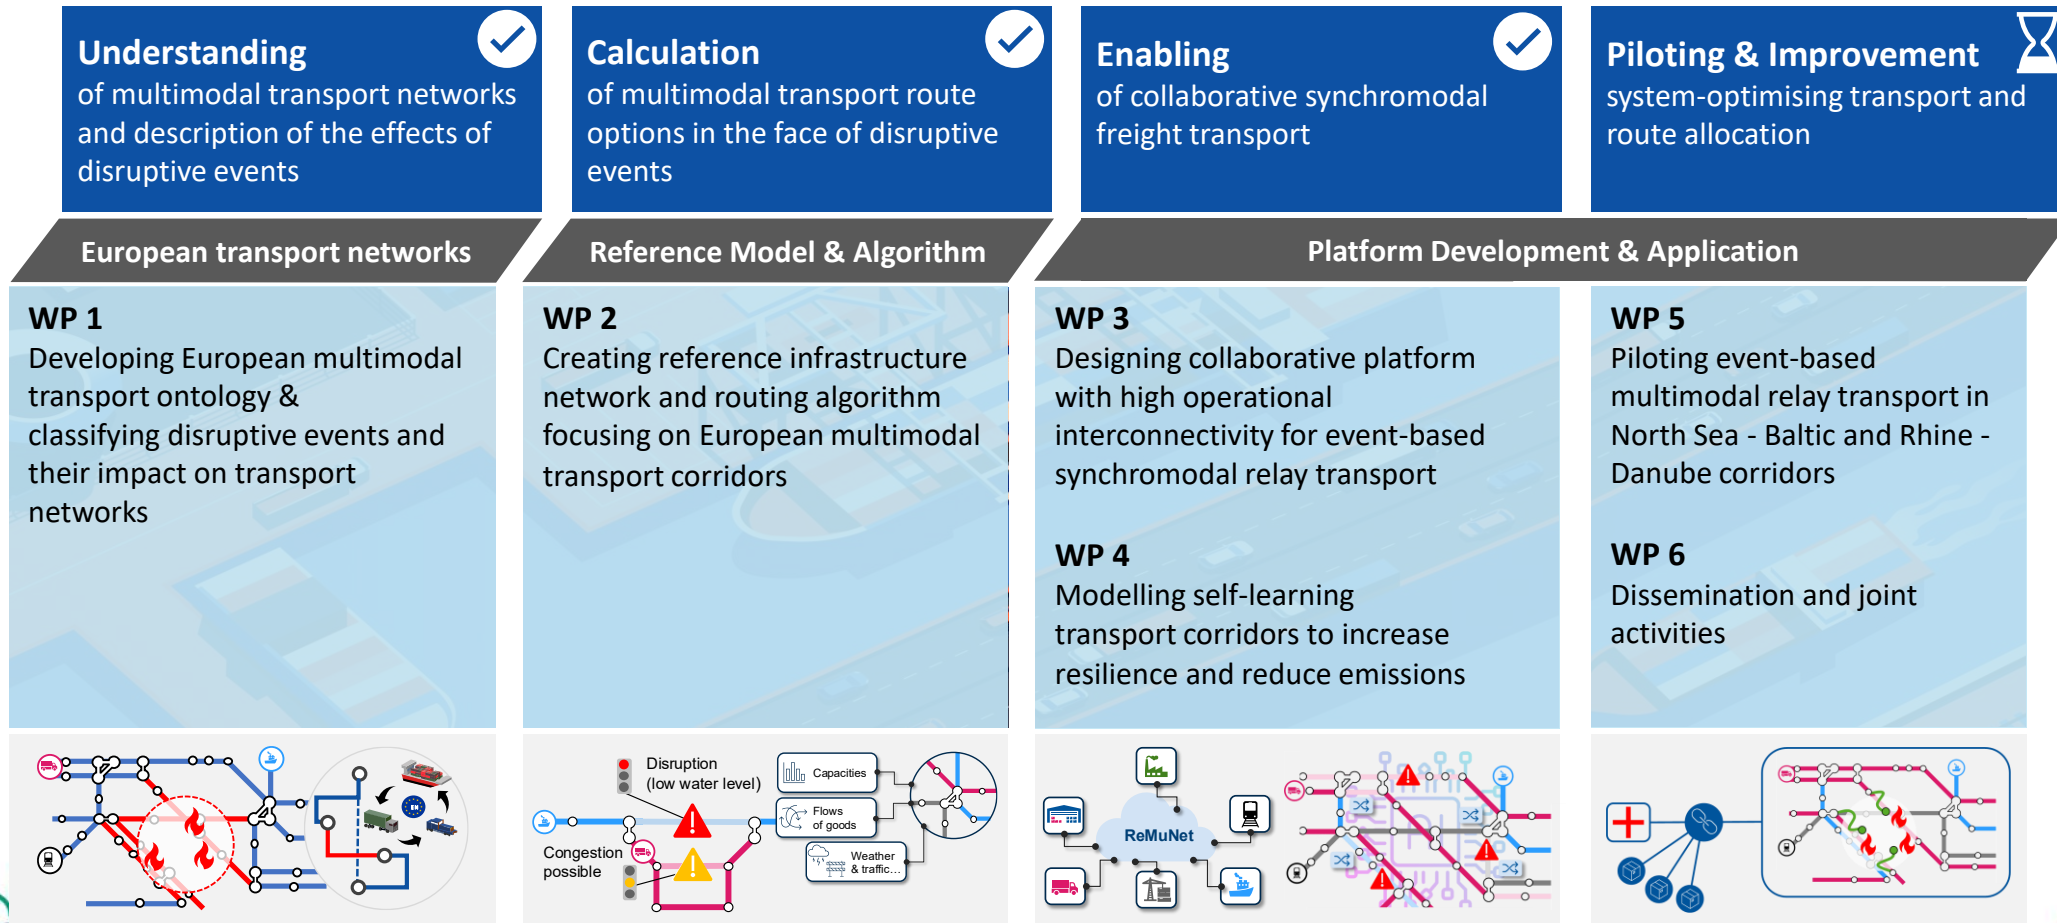 Understanding
of multimodal transport networks
and description of the effects of
disruptive events
Calculation
of multimodal transport route
options in the face of disruptive
events
Enabling
of collaborative synchromodal
freight transport
Piloting & Improvement
system-optimising transport and
route allocation
European transport networks
Reference Model & Algorithm
Platform Development & Application
WP 1
Developing European multimodal
transport ontology &
classifying disruptive events and
their impact on transport
networks
WP 2
Creating reference infrastructure
network and routing algorithm
focusing on European multimodal
transport corridors
WP 3
Designing collaborative platform
with high operational
interconnectivity for event-based
synchromodal relay transport
WP 4
Modelling self-learning
transport corridors to increase
resilience and reduce emissions
WP 5
Piloting event-based
multimodal relay transport in
North Sea - Baltic and Rhine -
Danube corridors
WP 6
Dissemination and joint
activities
Disruption
(low water level)
Congestion
possible
Capacities
Flows
of goods
Weather
& traffic...
ReMuNet